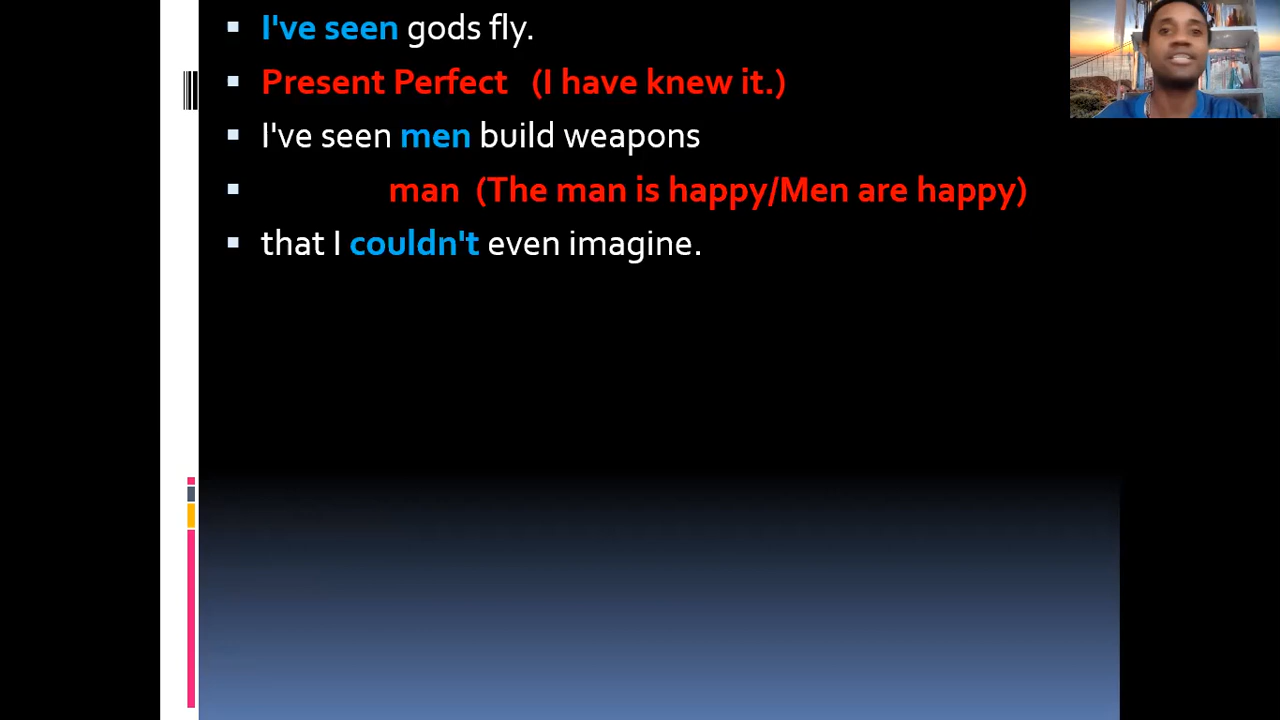 I've seen gods fly.
Present Perfect (I have knew it.)
I've seen men build weapons
man (The man is happy/Men are happy)
that I couldn't even imagine.